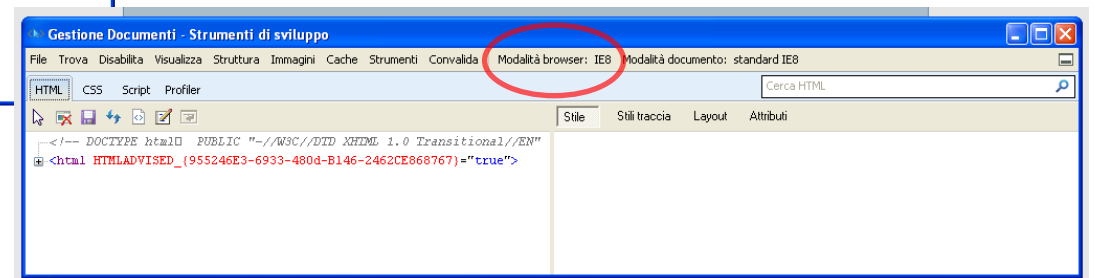 Gestione Documenti - Strumenti di sviluppo
File Trova Disabilita Visualizza Struttura Immagini Cache Strumenti Convalida Modalità browser: IE8 Modalità documento: standard IE8
HTML CSS Script Profiler Cerca HTML
Stile Stili traccia Layout Attributi
<!-- DOCTYPE html□ PUBLIC "-//W3C//DTD XHTML 1.0 Transitional//EN"
<html HTMLADVISED_{955246E3-6933-480d-B146-2462CE868767}="true">